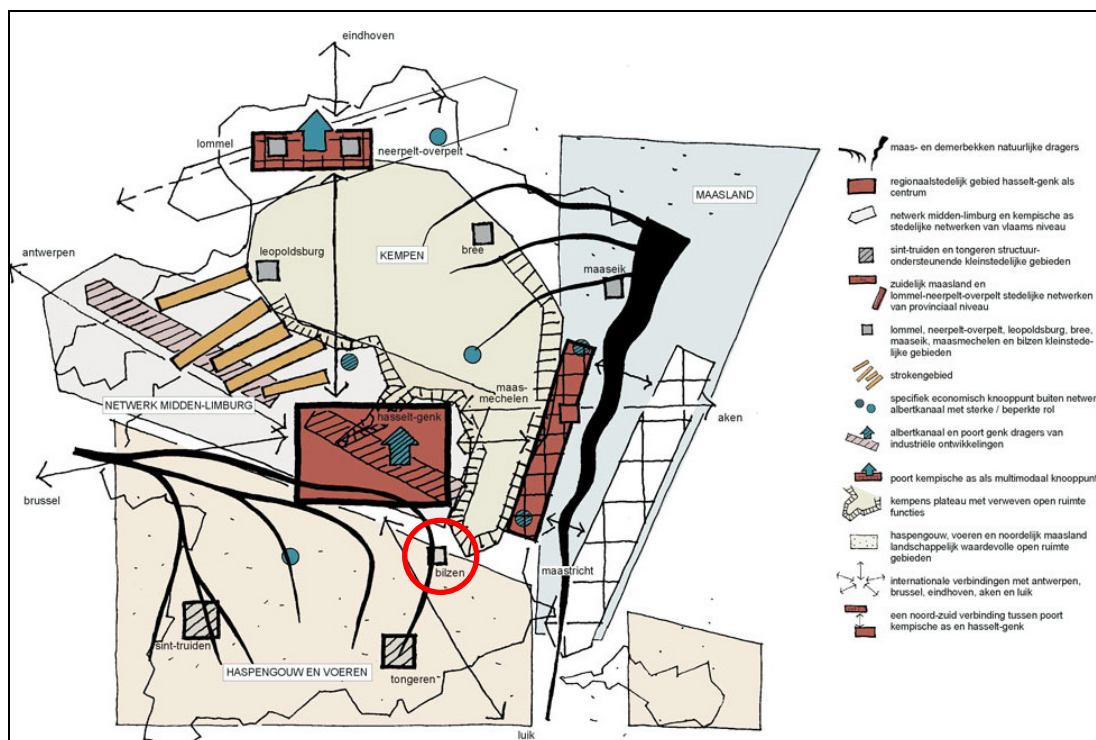 eindhoven
lommel
neerpelt-overpelt
MAASLAND
antwerpen
leopoldsburg
KEMPEN
bree
maaseik
NETWERK MIDDEN-LIMBURG
maas-
mechelen
hasselt-genk
aken
brussel
bilzen
maastricht
sint-truiden
HASPENGOUW EN VOEREN
tongeren
luik
maas- en demerbekken natuurlijke dragers
regionaalstedelijk gebied hasselt-genk als
centrum
netwerk midden-limburg en kempische as
stedelijke netwerken van vlaams niveau
sint-truiden en tongeren structuur-
ondersteunende kleinstedelijke gebieden
zuidelijk maasland en
lommel-neerpelt-overpelt stedelijke netwerken
van provinciaal niveau
lommel, neerpelt-overpelt, leopoldsburg, bree,
maaseik, maasmechelen en bilzen kleinstede-
lijke gebieden
strokengebied
specifiek economisch knooppunt buiten netwer
albertkanaal met sterke / beperkte rol
albertkanaal en poort genk dragers van
industriële ontwikkelingen
poort kempische as als multimodaal knooppunt
kempens plateau met verweven open ruimte
functies
haspengouw, voeren en noordelijk maasland
landschappelijk waardevolle open ruimte
gebieden
internationale verbindingen met antwerpen,
brussel, eindhoven, aken en luik
een noord-zuid verbinding tussen poort
kempische as en hasselt-genk